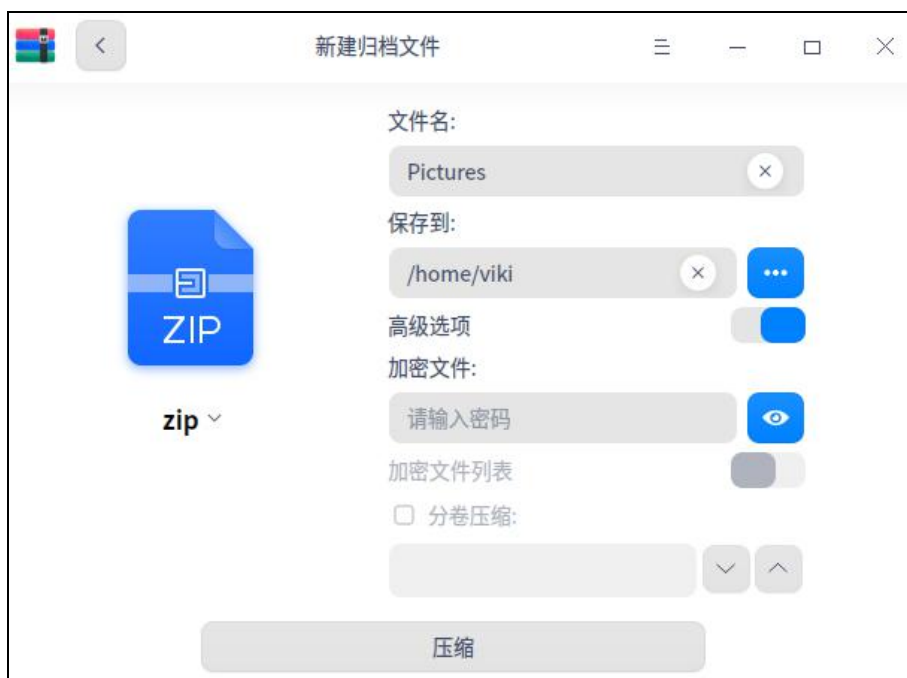 新建归档文件
文件名:
Pictures
保存到:
/home/viki
高级选项
加密文件:
ZIP
请输入密码
zip
加密文件列表
分卷压缩:
压缩